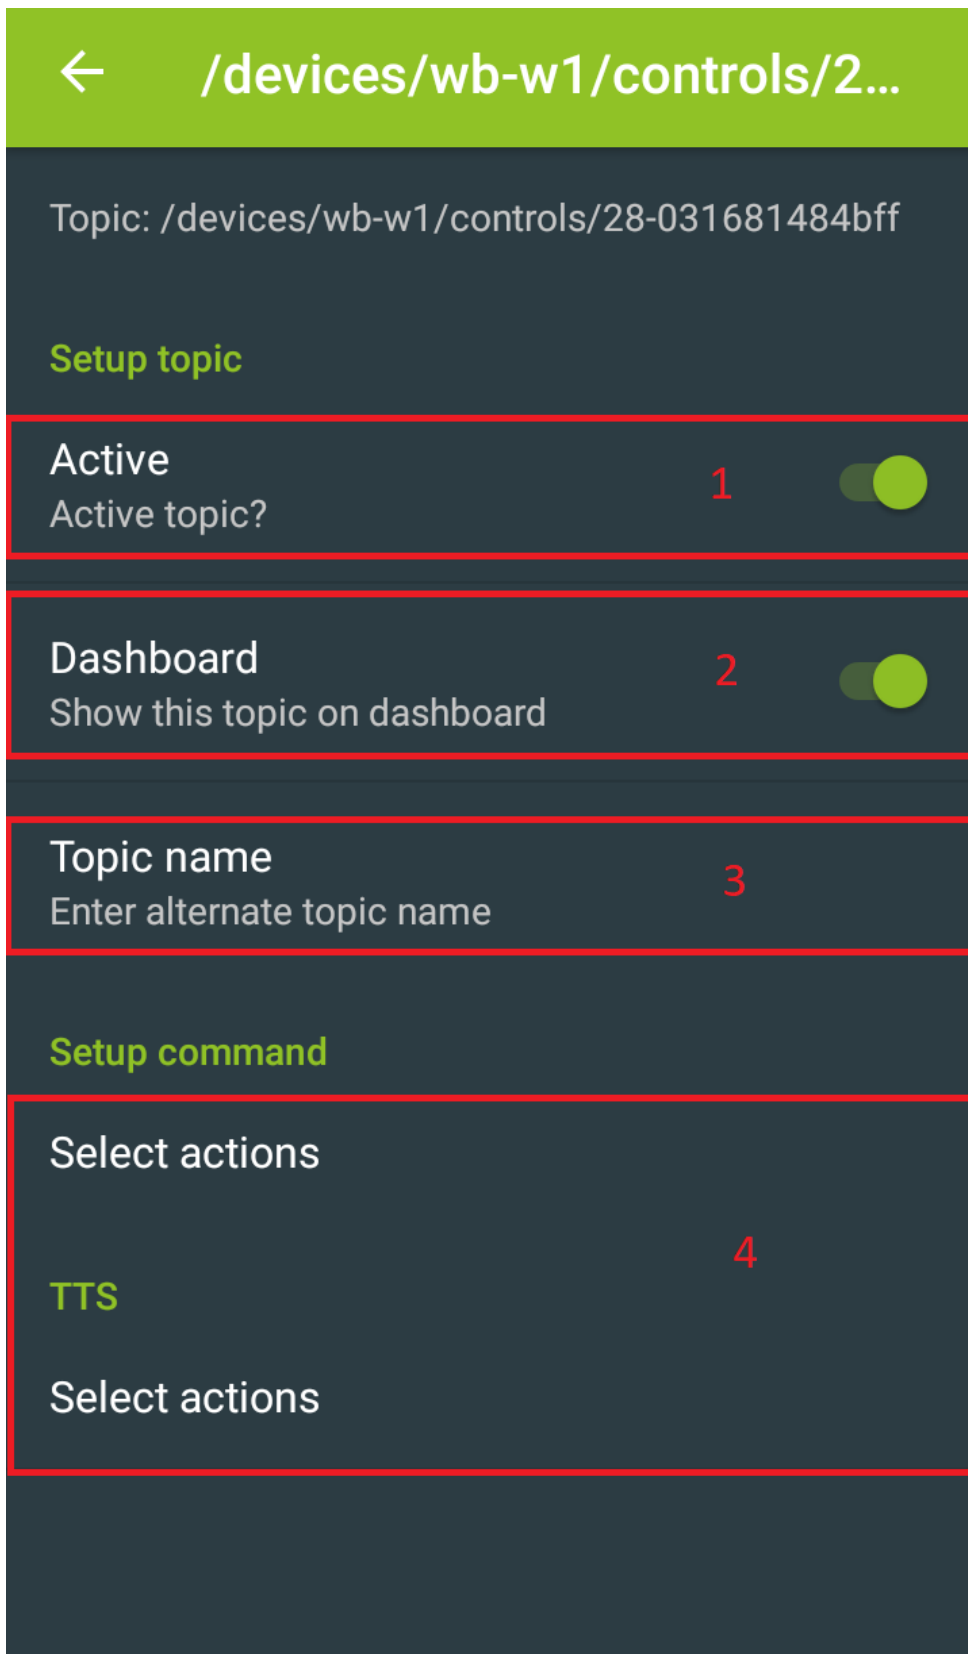 /devices/wb-w1/controls/2...
Topic: /devices/wb-w1/controls/28-031681484bff
Setup topic
Active
Active topic?
1
Dashboard
Show this topic on dashboard
2
Topic name
Enter alternate topic name
3
Setup command
Select actions
4
TTS
Select actions